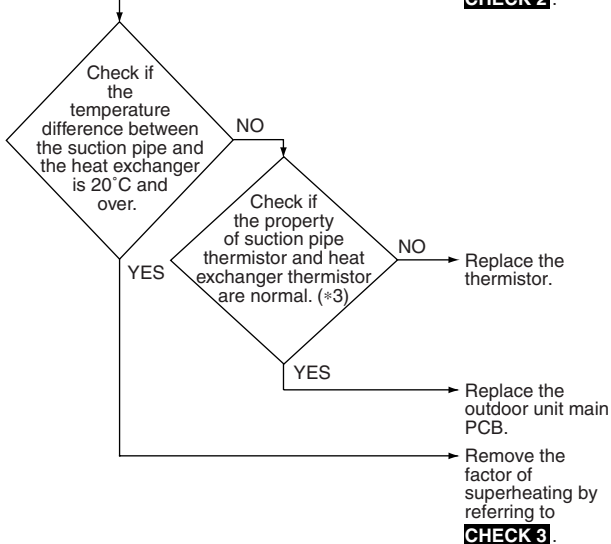 CHECK 2.
Check if
the
temperature
difference between
the suction pipe and
the heat exchanger
is 20˚C and
over.
NO
YES
Check if
the property
of suction pipe
thermistor and heat
exchanger thermistor
are normal. (*3)
NO
Replace the
thermistor.
YES
Replace the
outdoor unit main
PCB.
Remove the
factor of
superheating by
referring to
CHECK 3.